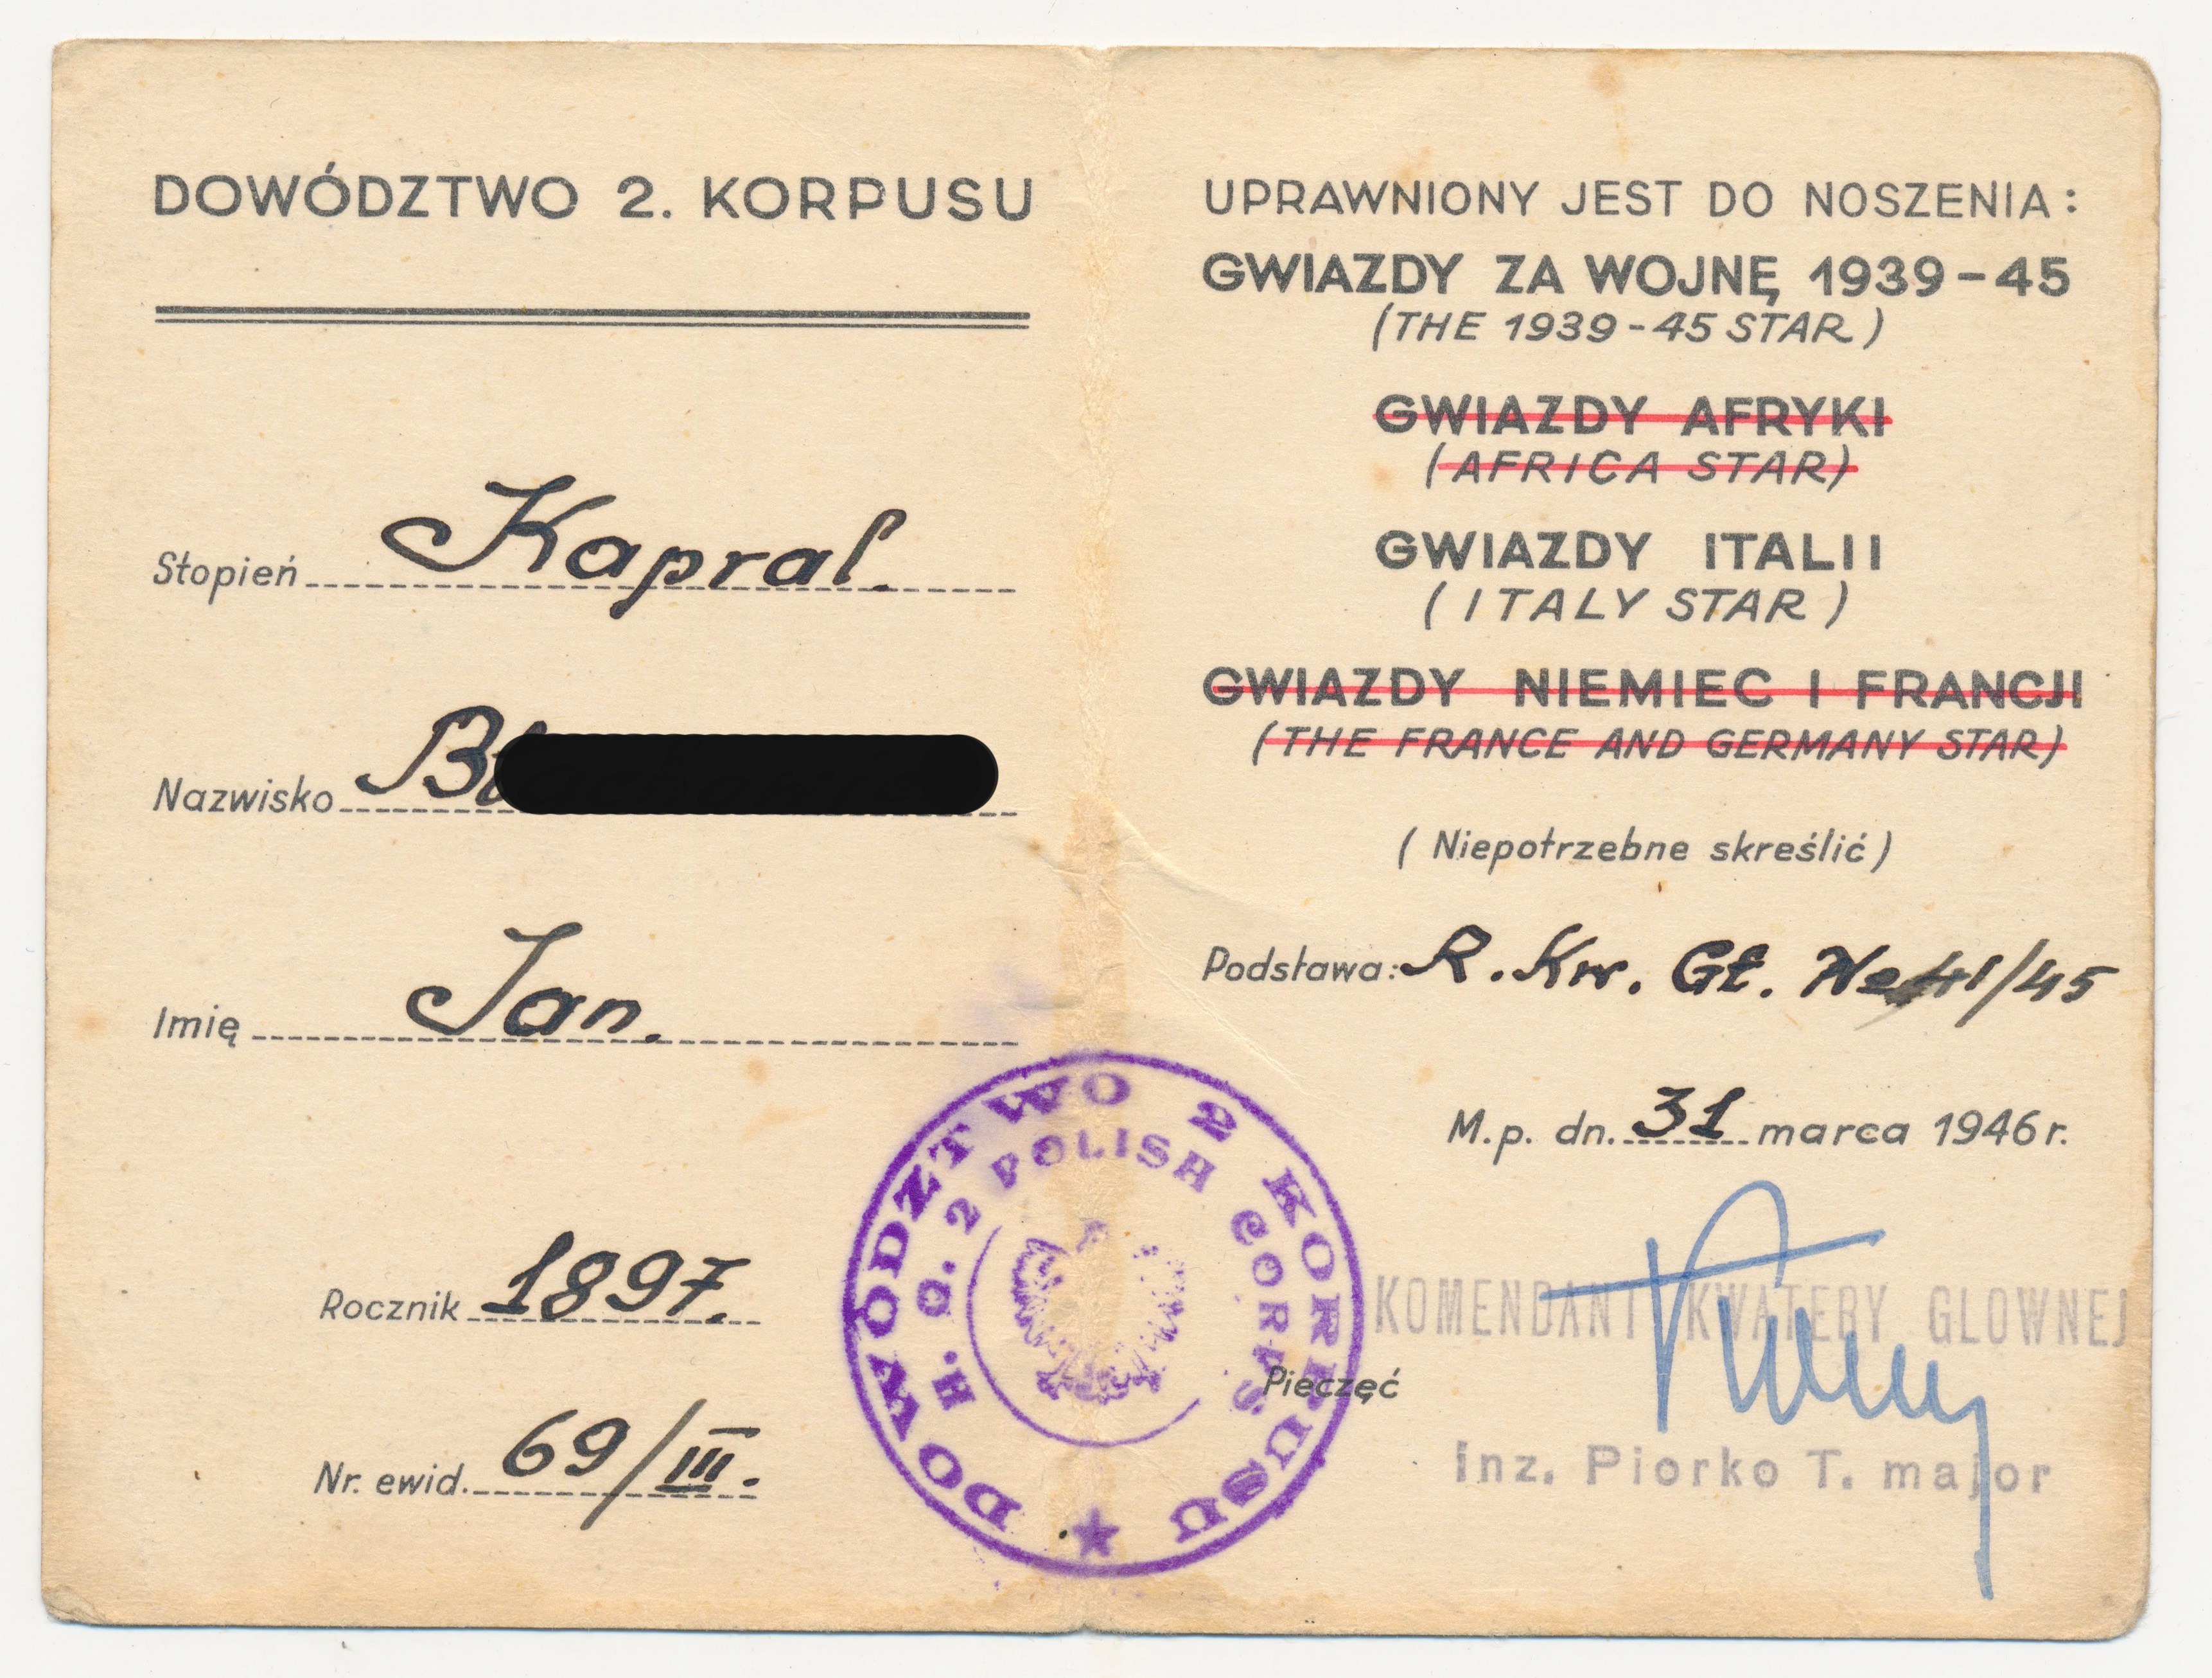 DOWÓDZTWO 2. KORPUSU
Stopień Kapral.
Nazwisko
Imię Jan.
Rocznik 1897.
Nr. ewid. 69/III.
UPRAWNIONY JEST DO NOSZENIA:
GWIAZDY ZA WOJNĘ 1939-45
(THE 1939-45 STAR)
GWIAZDY AFRYKI
(AFRICA STAR)
GWIAZDY ITALII
(ITALY STAR)
GWIAZDY NIEMIEC I FRANCJI
(THE FRANCE AND GERMANY STAR)
(Niepotrzebne skreślić)
Podstawa: R. Kw. Gł. No 41/45
M.p. dn. 31 marca 1946 r.
KOMENDANT KWATERY GLOWNEJ
Pieczęć
Inz. Piorko T. major
DOWÓDZTWO 2 KORPUSU
H. Q. 2 POLISH CORPS